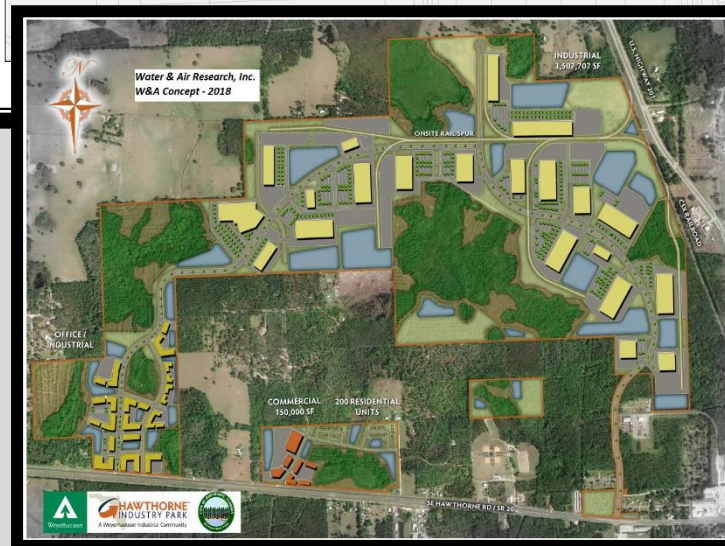 N
Water & Air Research, Inc.
W&A Concept - 2018
INDUSTRIAL
3,507,707 SF
U.S. HIGHWAY 301
ONSITE RAIL SPUR
CSX RAILROAD
OFFICE /
INDUSTRIAL
COMMERCIAL
150,000 SF
200 RESIDENTIAL
UNITS
SE HAWTHORNE RD / SR 20
Weyerhaeuser
HAWTHORNE
INDUSTRY PARK
A Weyerhaeuser Industrial Community